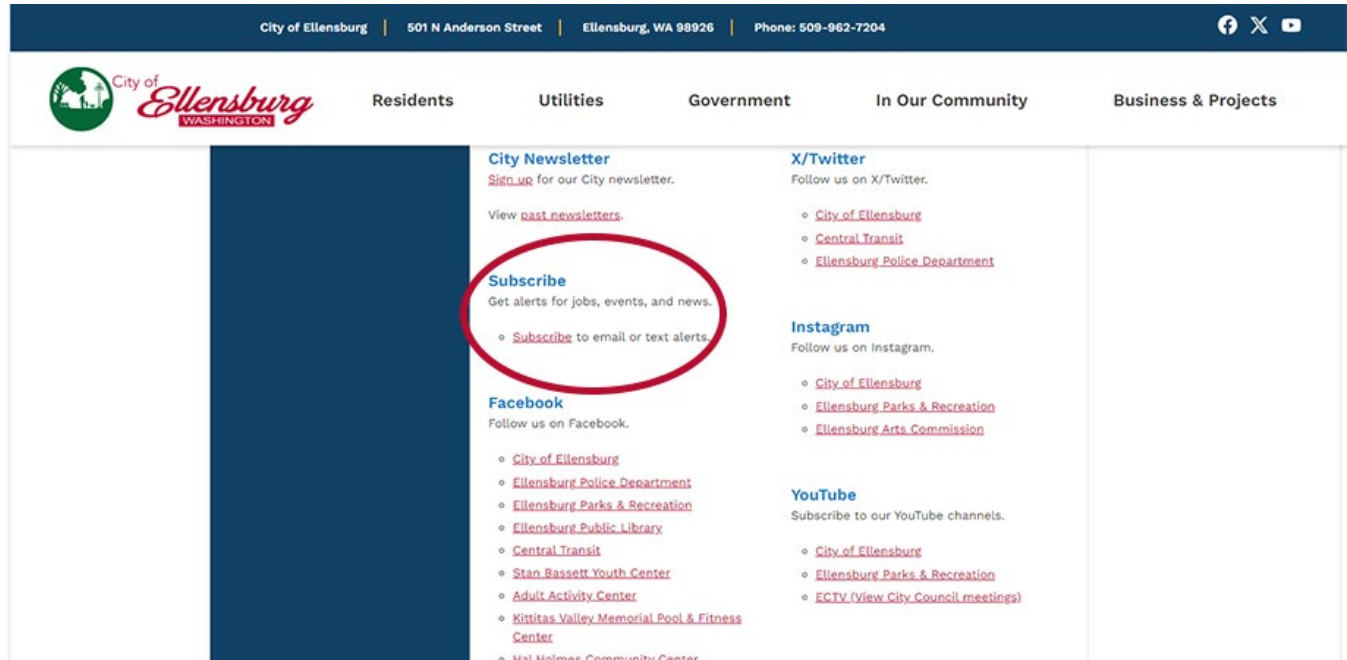 City of Ellensburg | 501 N Anderson Street | Ellensburg, WA 98926 | Phone: 509-962-7204
City of
Ellensburg
WASHINGTON
Residents
Utilities
Government
In Our Community
Business & Projects
City Newsletter
Sign up for our City newsletter.
View past newsletters.
Subscribe
Get alerts for jobs, events, and news.
Subscribe to email or text alerts.
Facebook
Follow us on Facebook.
City of Ellensburg
Ellensburg Police Department
Ellensburg Parks & Recreation
Ellensburg Public Library
Central Transit
Stan Bassett Youth Center
Adult Activity Center
Kittitas Valley Memorial Pool & Fitness
Center
Hal Holmes Community Center
X/Twitter
Follow us on X/Twitter.
City of Ellensburg
Central Transit
Ellensburg Police Department
Instagram
Follow us on Instagram.
City of Ellensburg
Ellensburg Parks & Recreation
Ellensburg Arts Commission
YouTube
Subscribe to our YouTube channels.
City of Ellensburg
Ellensburg Parks & Recreation
ECTV (View City Council meetings)